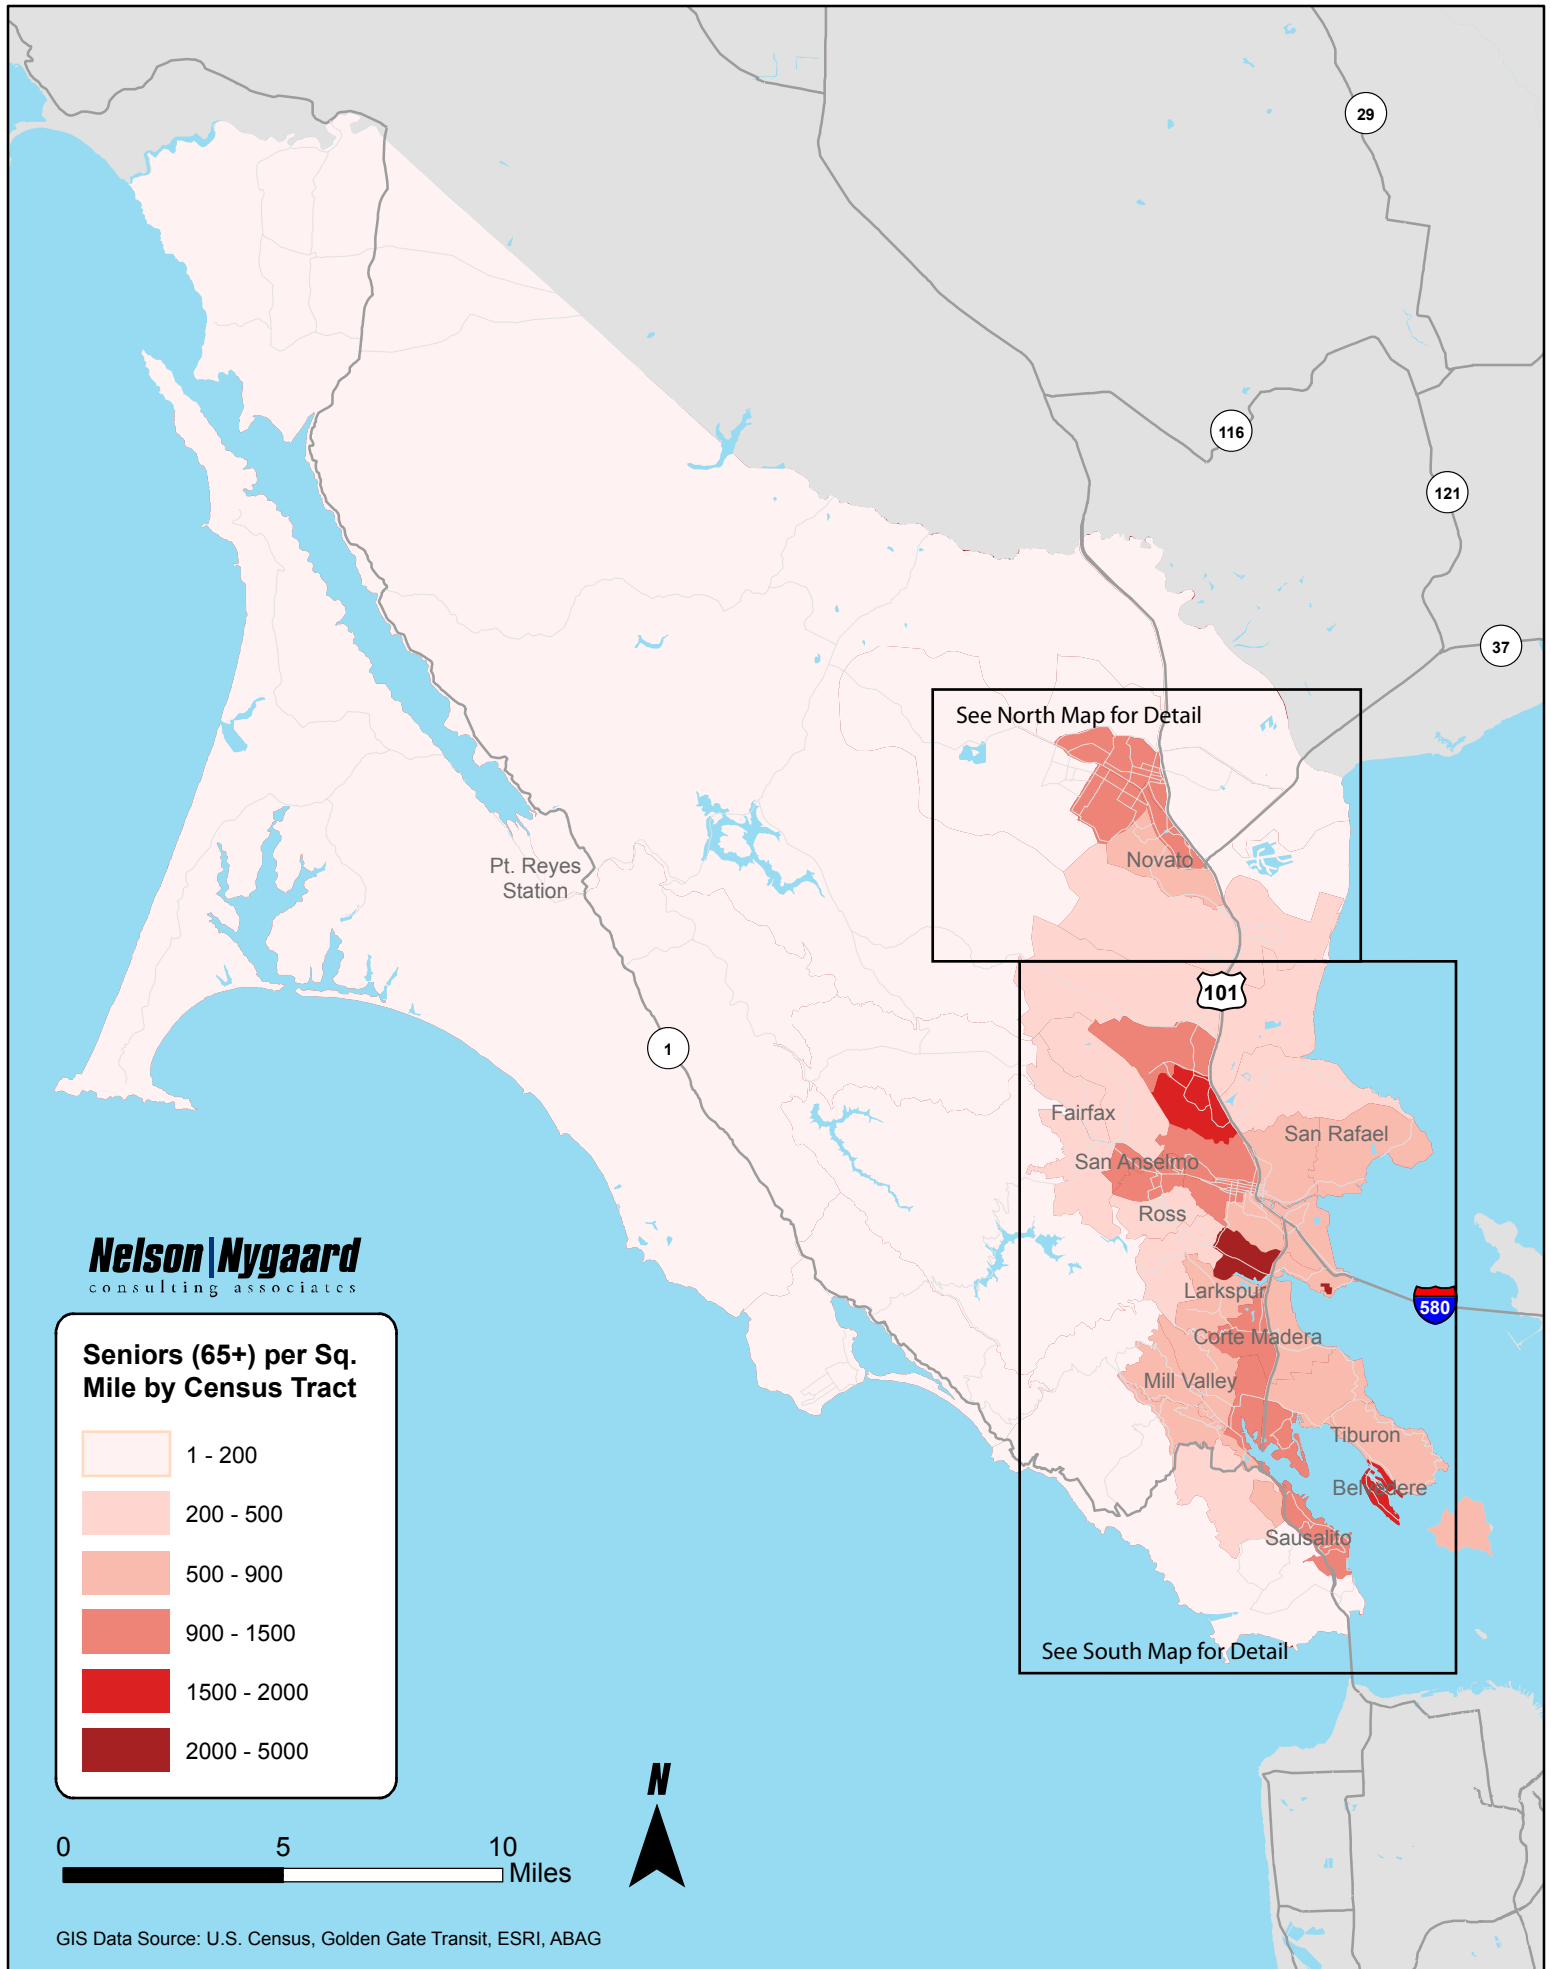 29
116
121
37
See North Map for Detail
Novato
Pt. Reyes
Station
101
1
Fairfax
San Rafael
San Anselmo
Ross
Larkspur
580
Corte Madera
Mill Valley
Tiburon
Belvedere
Sausalito
See South Map for Detail
Nelson|Nygaard
consulting associates
Seniors (65+) per Sq.
Mile by Census Tract
1 - 200
200 - 500
500 - 900
900 - 1500
1500 - 2000
2000 - 5000
N
0 5 10
Miles
GIS Data Source: U.S. Census, Golden Gate Transit, ESRI, ABAG